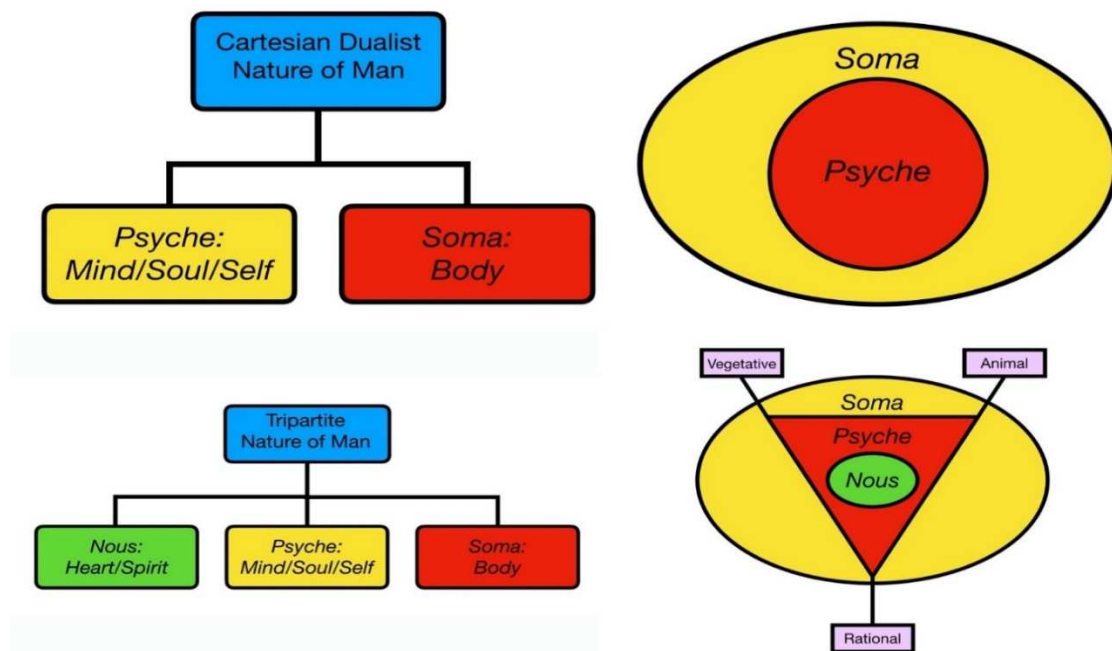 Cartesian Dualist
Nature of Man
Psyche:
Mind/Soul/Self
Soma:
Body
Soma
Psyche
Tripartite
Nature of Man
Nous:
Heart/Spirit
Psyche:
Mind/Soul/Self
Soma:
Body
Vegetative
Animal
Soma
Psyche
Nous
Rational